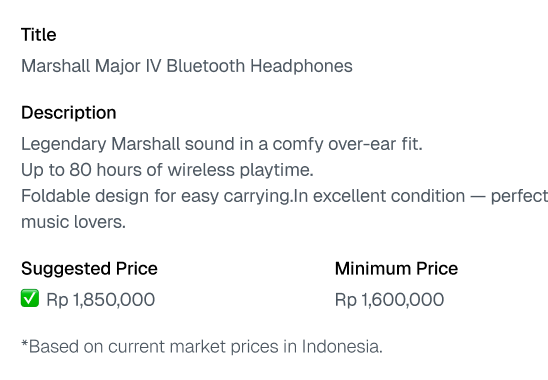 Title
Marshall Major IV Bluetooth Headphones
Description
Legendary Marshall sound in a comfy over-ear fit.
Up to 80 hours of wireless playtime.
Foldable design for easy carrying.In excellent condition — perfect
music lovers.
Suggested Price
Minimum Price
✅ Rp 1,850,000
Rp 1,600,000
*Based on current market prices in Indonesia.